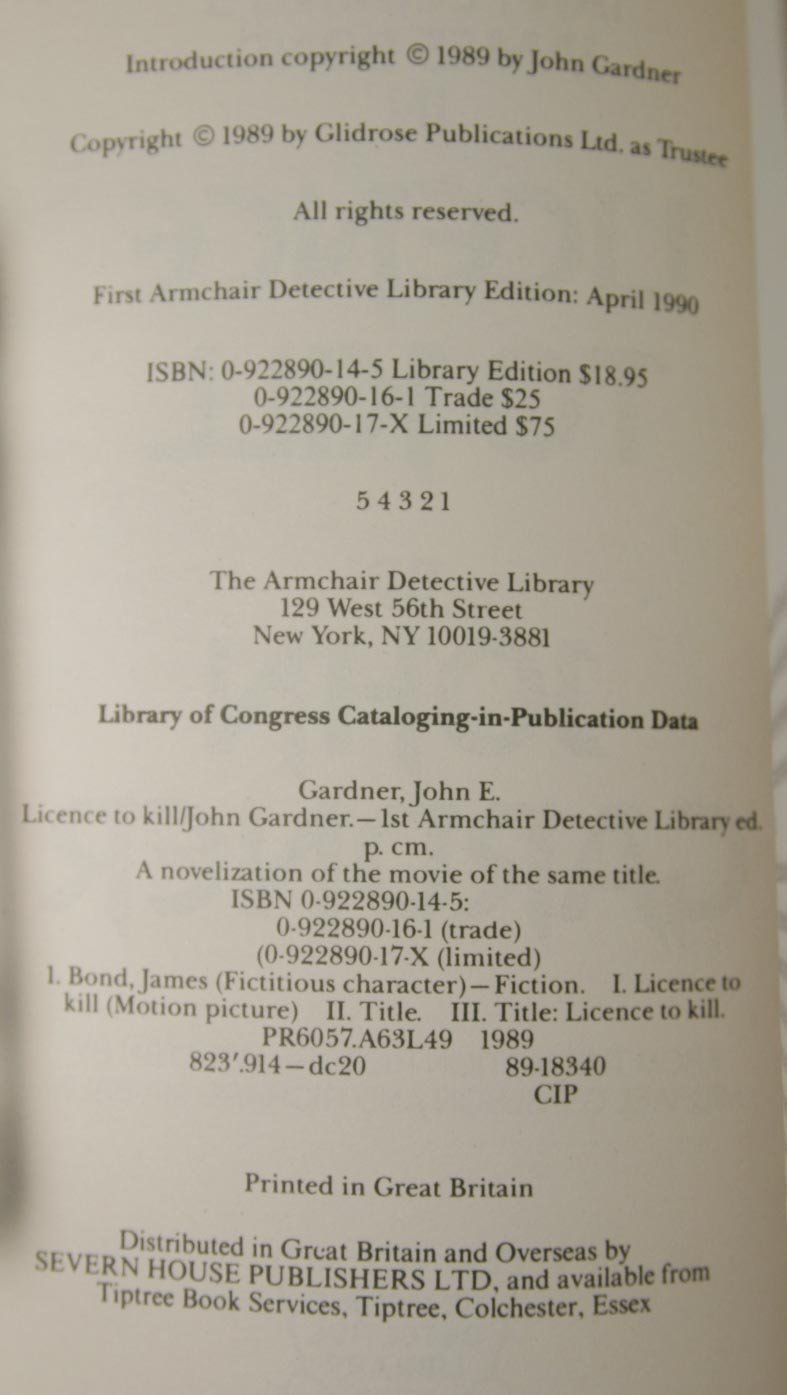 Introduction copyright © 1989 by John Gardner
Copyright © 1989 by Glidrose Publications Ltd. as Trustee
All rights reserved.
First Armchair Detective Library Edition: April 1990
ISBN: 0-922890-14-5 Library Edition $18.95
0-922890-16-1 Trade $25
0-922890-17-X Limited $75
5 4 3 2 1
The Armchair Detective Library
129 West 56th Street
New York, NY 10019-3881
Library of Congress Cataloging-in-Publication Data
Gardner, John E.
Licence to kill/John Gardner.—1st Armchair Detective Library ed.
p. cm.
A novelization of the movie of the same title.
ISBN 0-922890-14-5:
0-922890-16-1 (trade)
(0-922890-17-X (limited)
1. Bond, James (Fictitious character)—Fiction. I. Licence to
kill (Motion picture) II. Title. III. Title: Licence to kill.
PR6057.A63L49 1989
823'.914—dc20 89-18340
CIP
Printed in Great Britain
Distributed in Great Britain and Overseas by
SEVERN HOUSE PUBLISHERS LTD, and available from
Tiptree Book Services, Tiptree, Colchester, Essex